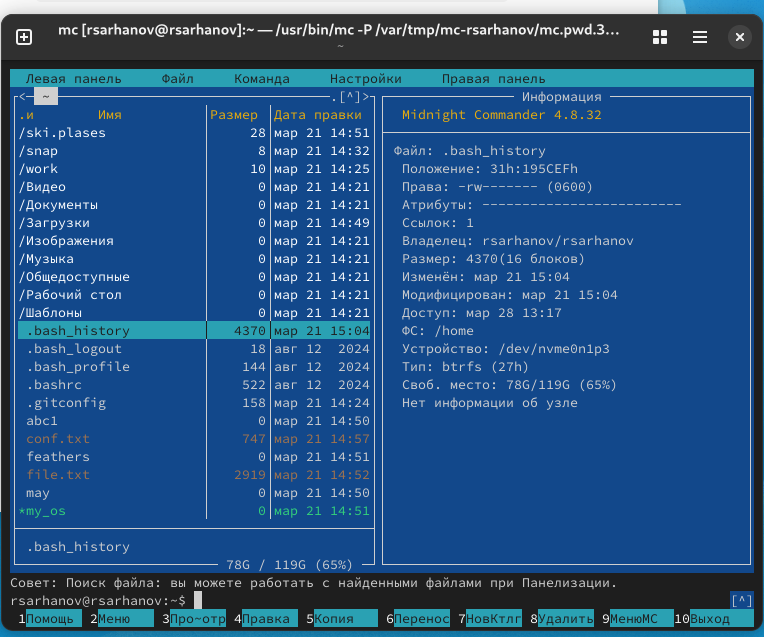 mc [rsarhanov@rsarhanov]:~ — /usr/bin/mc -P /var/tmp/mc-rsarhanov/mc.pwd.3…
~
Левая панель Файл Команда Настройки Правая панель
<─ ~ .[^]>
.и Имя Размер Дата правки
/ski.plases 28 мар 21 14:51
/snap 8 мар 21 14:32
/work 10 мар 21 14:25
/Видео 0 мар 21 14:21
/Документы 0 мар 21 14:21
/Загрузки 0 мар 21 14:49
/Изображения 0 мар 21 14:21
/Музыка 0 мар 21 14:21
/Общедоступные 0 мар 21 14:21
/Рабочий стол 0 мар 21 14:21
/Шаблоны 0 мар 21 14:21
.bash_history 4370 мар 21 15:04
.bash_logout 18 авг 12 2024
.bash_profile 144 авг 12 2024
.bashrc 522 авг 12 2024
.gitconfig 158 мар 21 14:24
abc1 0 мар 21 14:50
conf.txt 747 мар 21 14:57
feathers 0 мар 21 14:51
file.txt 2919 мар 21 14:52
may 0 мар 21 14:50
*my_os 0 мар 21 14:51
.bash_history
78G / 119G (65%)
Информация
Midnight Commander 4.8.32
Файл: .bash_history
Положение: 31h:195CEFh
Права: -rw------- (0600)
Атрибуты: -------------------------
Ссылок: 1
Владелец: rsarhanov/rsarhanov
Размер: 4370(16 блоков)
Изменён: мар 21 15:04
Модифицирован: мар 21 15:04
Доступ: мар 28 13:17
ФС: /home
Устройство: /dev/nvme0n1p3
Тип: btrfs (27h)
Своб. место: 78G/119G (65%)
Нет информации об узле
Совет: Поиск файла: вы можете работать с найденными файлами при Панелизации.
rsarhanov@rsarhanov:~$ [^]
1Помощь 2Меню 3Про~отр 4Правка 5Копия 6Перенос 7НовКтлг 8Удалить 9МенюМС 10Выход